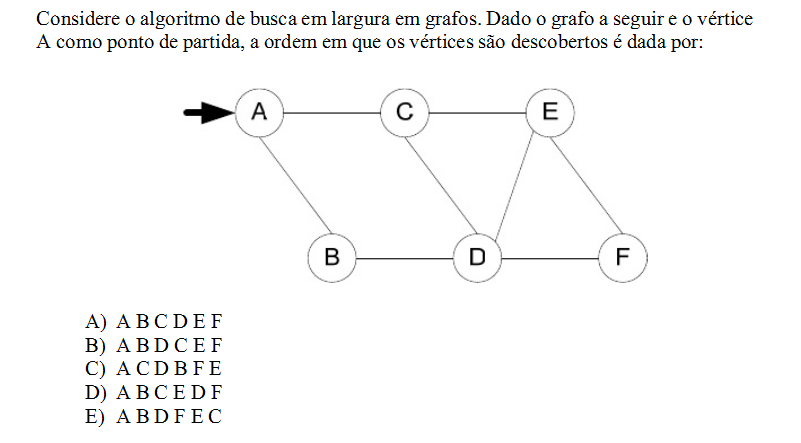 Considere o algoritmo de busca em largura em grafos. Dado o grafo a seguir e o vértice
A como ponto de partida, a ordem em que os vértices são descobertos é dada por:
A C E
B D F
A) A B C D E F
B) A B D C E F
C) A C D B F E
D) A B C E D F
E) A B D F E C